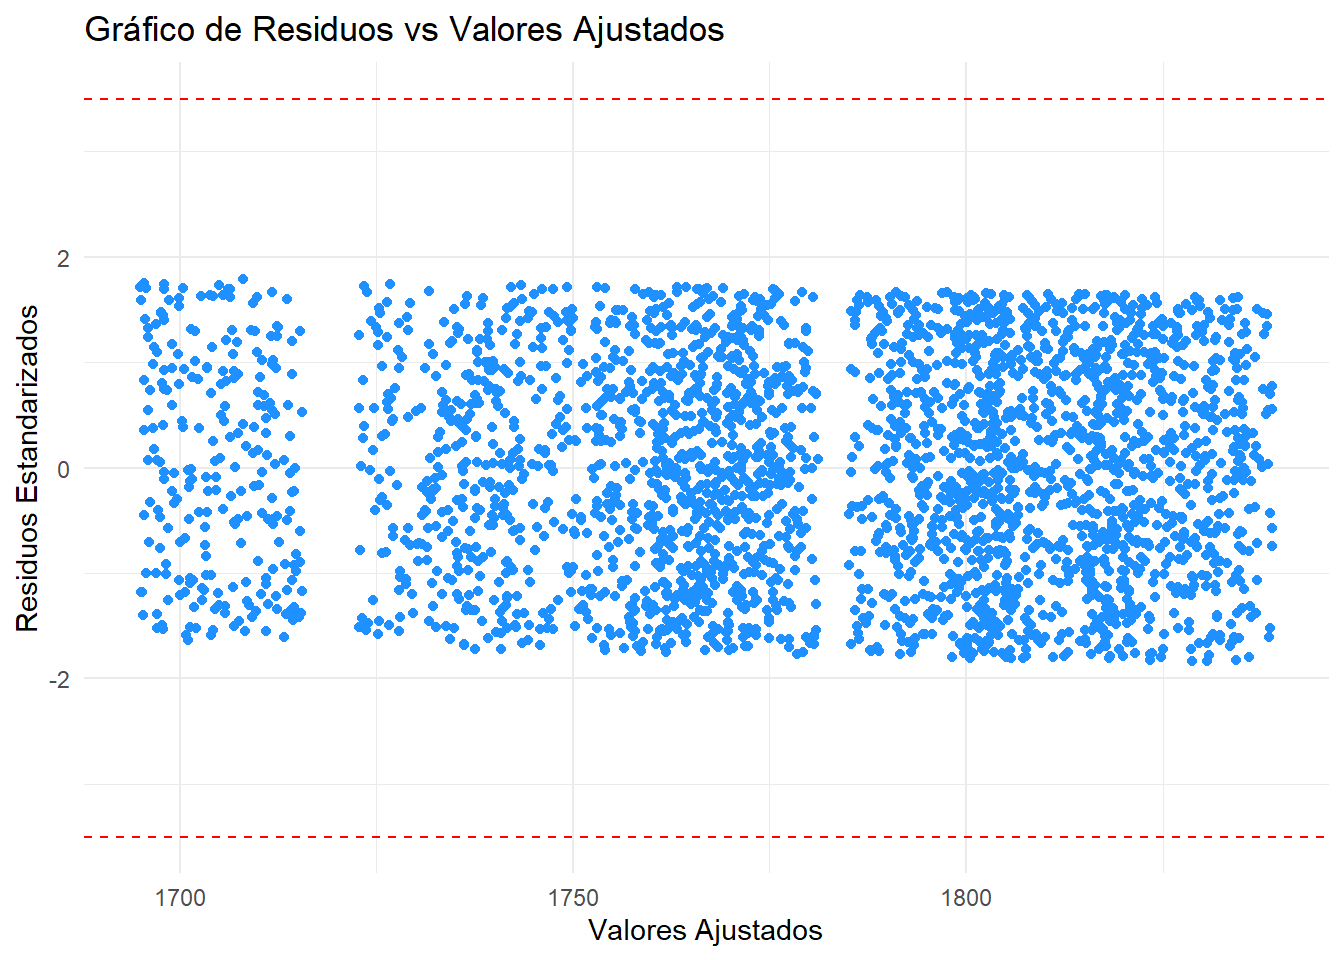 Gráfico de Residuos vs Valores Ajustados
Residuos Estandarizados
2
0
-2
1700
1750
1800
Valores Ajustados